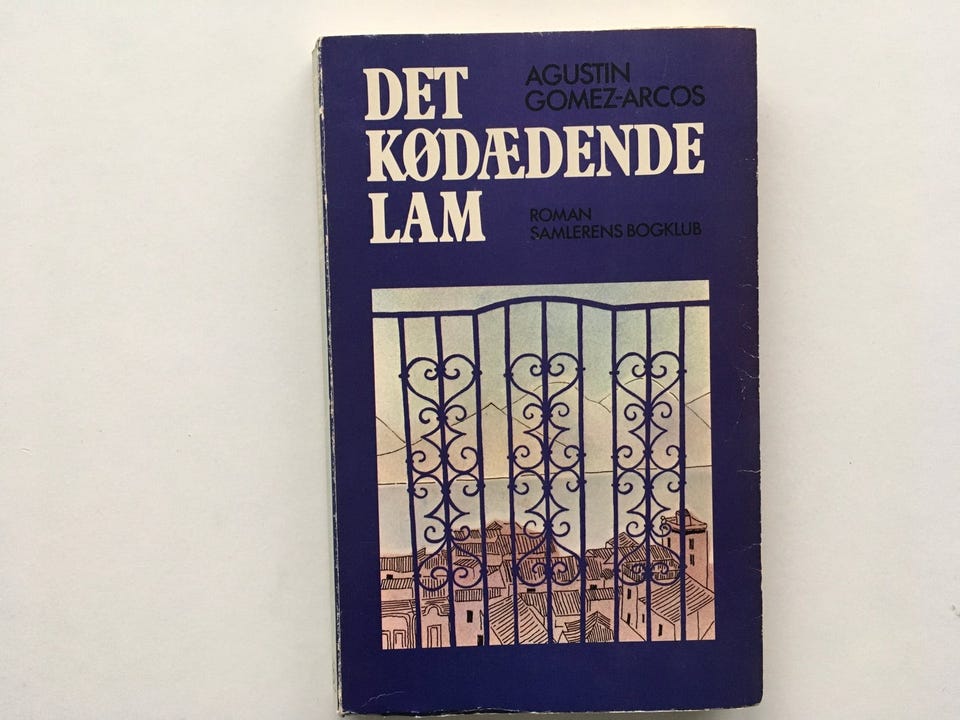 DET
KØDÆDENDE
LAM
AGUSTIN
GOMEZ-ARCOS
ROMAN
SAMLERENS BOGKLUB